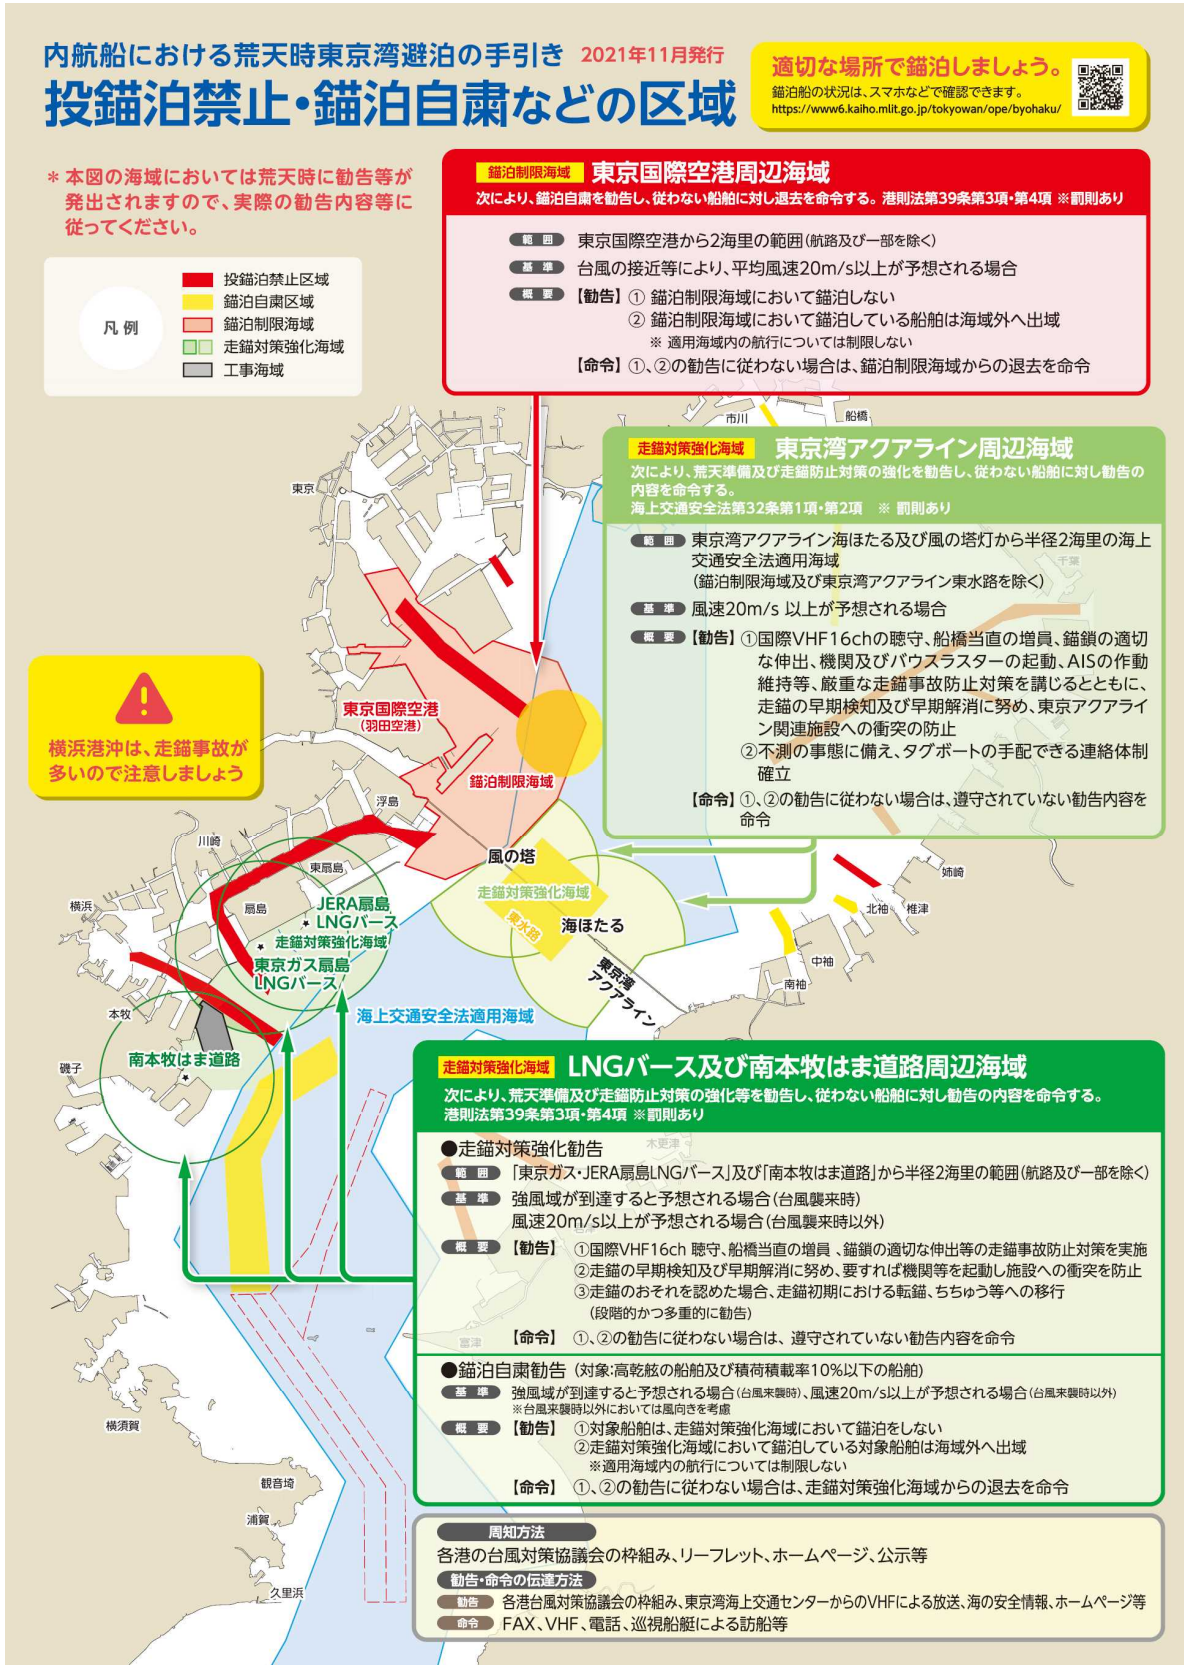 内航船における荒天時東京湾避泊の手引き 2021年11月発行
投錨泊禁止・錨泊自粛などの区域
適切な場所で錨泊しましょう。
錨泊船の状況は、スマホなどで確認できます。
https://www6.kaiho.mlit.go.jp/tokyowan/ope/byohaku/
＊本図の海域においては荒天時に勧告等が
発出されますので、実際の勧告内容等に
従ってください。
凡例
投錨泊禁止区域
錨泊自粛区域
錨泊制限海域
走錨対策強化海域
工事海域
錨泊制限海域 東京国際空港周辺海域
次により、錨泊自粛を勧告し、従わない船舶に対し退去を命令する。港則法第39条第3項・第4項 ※罰則あり
範囲 東京国際空港から2海里の範囲(航路及び一部を除く)
基準 台風の接近等により、平均風速20m/s以上が予想される場合
概要 【勧告】① 錨泊制限海域において錨泊しない
② 錨泊制限海域において錨泊している船舶は海域外へ出域
※ 適用海域内の航行については制限しない
【命令】①、②の勧告に従わない場合は、錨泊制限海域からの退去を命令
市川
船橋
東京
千葉
走錨対策強化海域 東京湾アクアライン周辺海域
次により、荒天準備及び走錨防止対策の強化を勧告し、従わない船舶に対し勧告の
内容を命令する。
海上交通安全法第32条第1項・第2項 ※ 罰則あり
範囲 東京湾アクアライン海ほたる及び風の塔灯から半径2海里の海上
交通安全法適用海域
(錨泊制限海域及び東京湾アクアライン東水路を除く)
基準 風速20m/s 以上が予想される場合
概要 【勧告】①国際VHF16chの聴守、船橋当直の増員、錨鎖の適切
な伸出、機関及びバウスラスターの起動、AISの作動
維持等、厳重な走錨事故防止対策を講じるとともに、
走錨の早期検知及び早期解消に努め、東京アクアライ
ン関連施設への衝突の防止
②不測の事態に備え、タグボートの手配できる連絡体制
確立
【命令】①、②の勧告に従わない場合は、遵守されていない勧告内容を
命令
横浜港沖は、走錨事故が
多いので注意しましょう
東京国際空港
(羽田空港)
錨泊制限海域
浮島
川崎
東扇島
扇島
横浜
風の塔
走錨対策強化海域
東水路
海ほたる
東京湾
アクアライン
姉崎
北袖
椎津
中袖
南袖
JERA扇島
LNGバース
走錨対策強化海域
東京ガス扇島
LNGバース
海上交通安全法適用海域
本牧
磯子
南本牧はま道路
木更津
富津
横須賀
観音埼
浦賀
久里浜
走錨対策強化海域 LNGバース及び南本牧はま道路周辺海域
次により、荒天準備及び走錨防止対策の強化等を勧告し、従わない船舶に対し勧告の内容を命令する。
港則法第39条第3項・第4項 ※罰則あり
●走錨対策強化勧告
範囲 「東京ガス・JERA扇島LNGバース」及び「南本牧はま道路」から半径2海里の範囲(航路及び一部を除く)
基準 強風域が到達すると予想される場合(台風襲来時)
風速20m/s以上が予想される場合(台風襲来時以外)
概要 【勧告】 ①国際VHF16ch 聴守、船橋当直の増員、錨鎖の適切な伸出等の走錨事故防止対策を実施
②走錨の早期検知及び早期解消に努め、要すれば機関等を起動し施設への衝突を防止
③走錨のおそれを認めた場合、走錨初期における転錨、ちちゅう等への移行
(段階的かつ多重的に勧告)
【命令】 ①、②の勧告に従わない場合は、遵守されていない勧告内容を命令
●錨泊自粛勧告 (対象:高乾舷の船舶及び積荷積載率10%以下の船舶)
基準 強風域が到達すると予想される場合(台風来襲時)、風速20m/s以上が予想される場合(台風来襲時以外)
※台風来襲時以外においては風向きを考慮
概要 【勧告】 ①対象船舶は、走錨対策強化海域において錨泊をしない
②走錨対策強化海域において錨泊している対象船舶は海域外へ出域
※適用海域内の航行については制限しない
【命令】 ①、②の勧告に従わない場合は、走錨対策強化海域からの退去を命令
周知方法
各港の台風対策協議会の枠組み、リーフレット、ホームページ、公示等
勧告・命令の伝達方法
勧告 各港台風対策協議会の枠組み、東京湾海上交通センターからのVHFによる放送、海の安全情報、ホームページ等
命令 FAX、VHF、電話、巡視船艇による訪船等